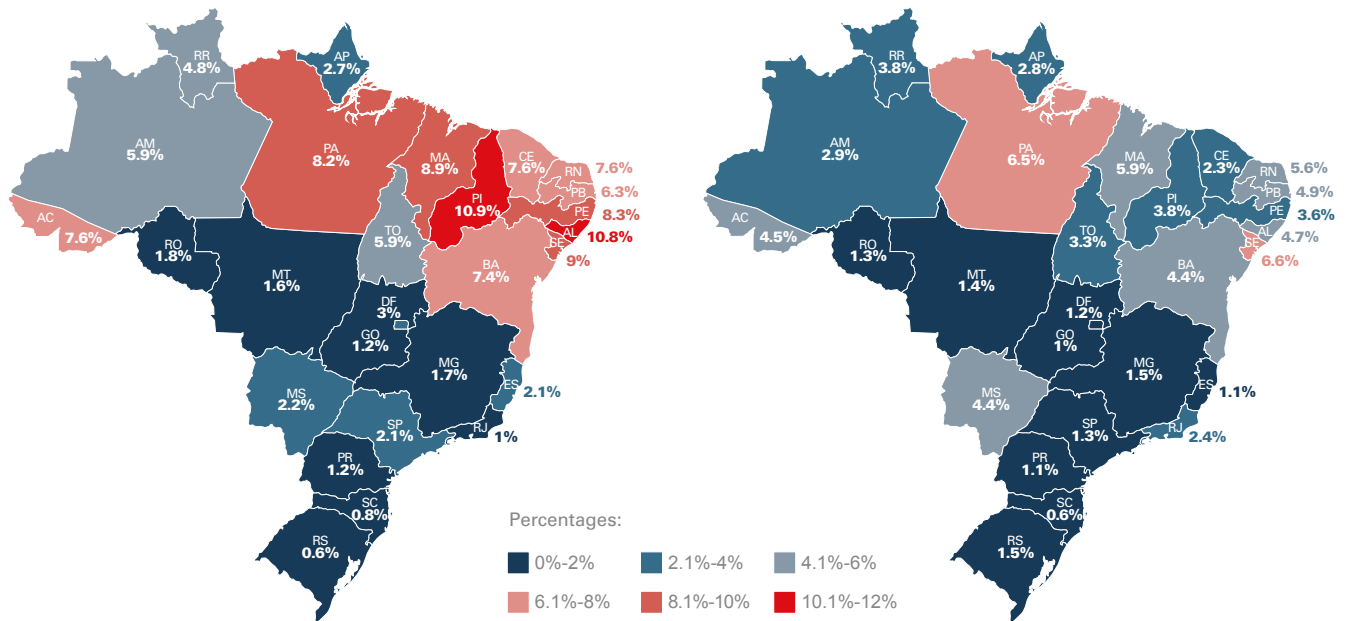 RR
4.8%
AP
2.7%
AM
5.9%
PA
8.2%
MA
8.9%
CE
7.6%
RN
7.6%
PB
6.3%
PI
10.9%
PE
8.3%
AL
10.8%
SE
9%
AC
7.6%
RO
1.8%
TO
5.9%
BA
7.4%
MT
1.6%
DF
3%
GO
1.2%
MG
1.7%
ES
2.1%
MS
2.2%
SP
2.1%
RJ
1%
PR
1.2%
SC
0.8%
RS
0.6%
RR
3.8%
AP
2.8%
AM
2.9%
PA
6.5%
MA
5.9%
CE
2.3%
RN
5.6%
PB
4.9%
PI
3.8%
PE
3.6%
AL
4.7%
SE
6.6%
AC
4.5%
RO
1.3%
TO
3.3%
BA
4.4%
MT
1.4%
DF
1.2%
GO
1%
MG
1.5%
ES
1.1%
MS
4.4%
SP
1.3%
RJ
2.4%
PR
1.1%
SC
0.6%
RS
1.5%
Percentages:
0%-2%
2.1%-4%
4.1%-6%
6.1%-8%
8.1%-10%
10.1%-12%